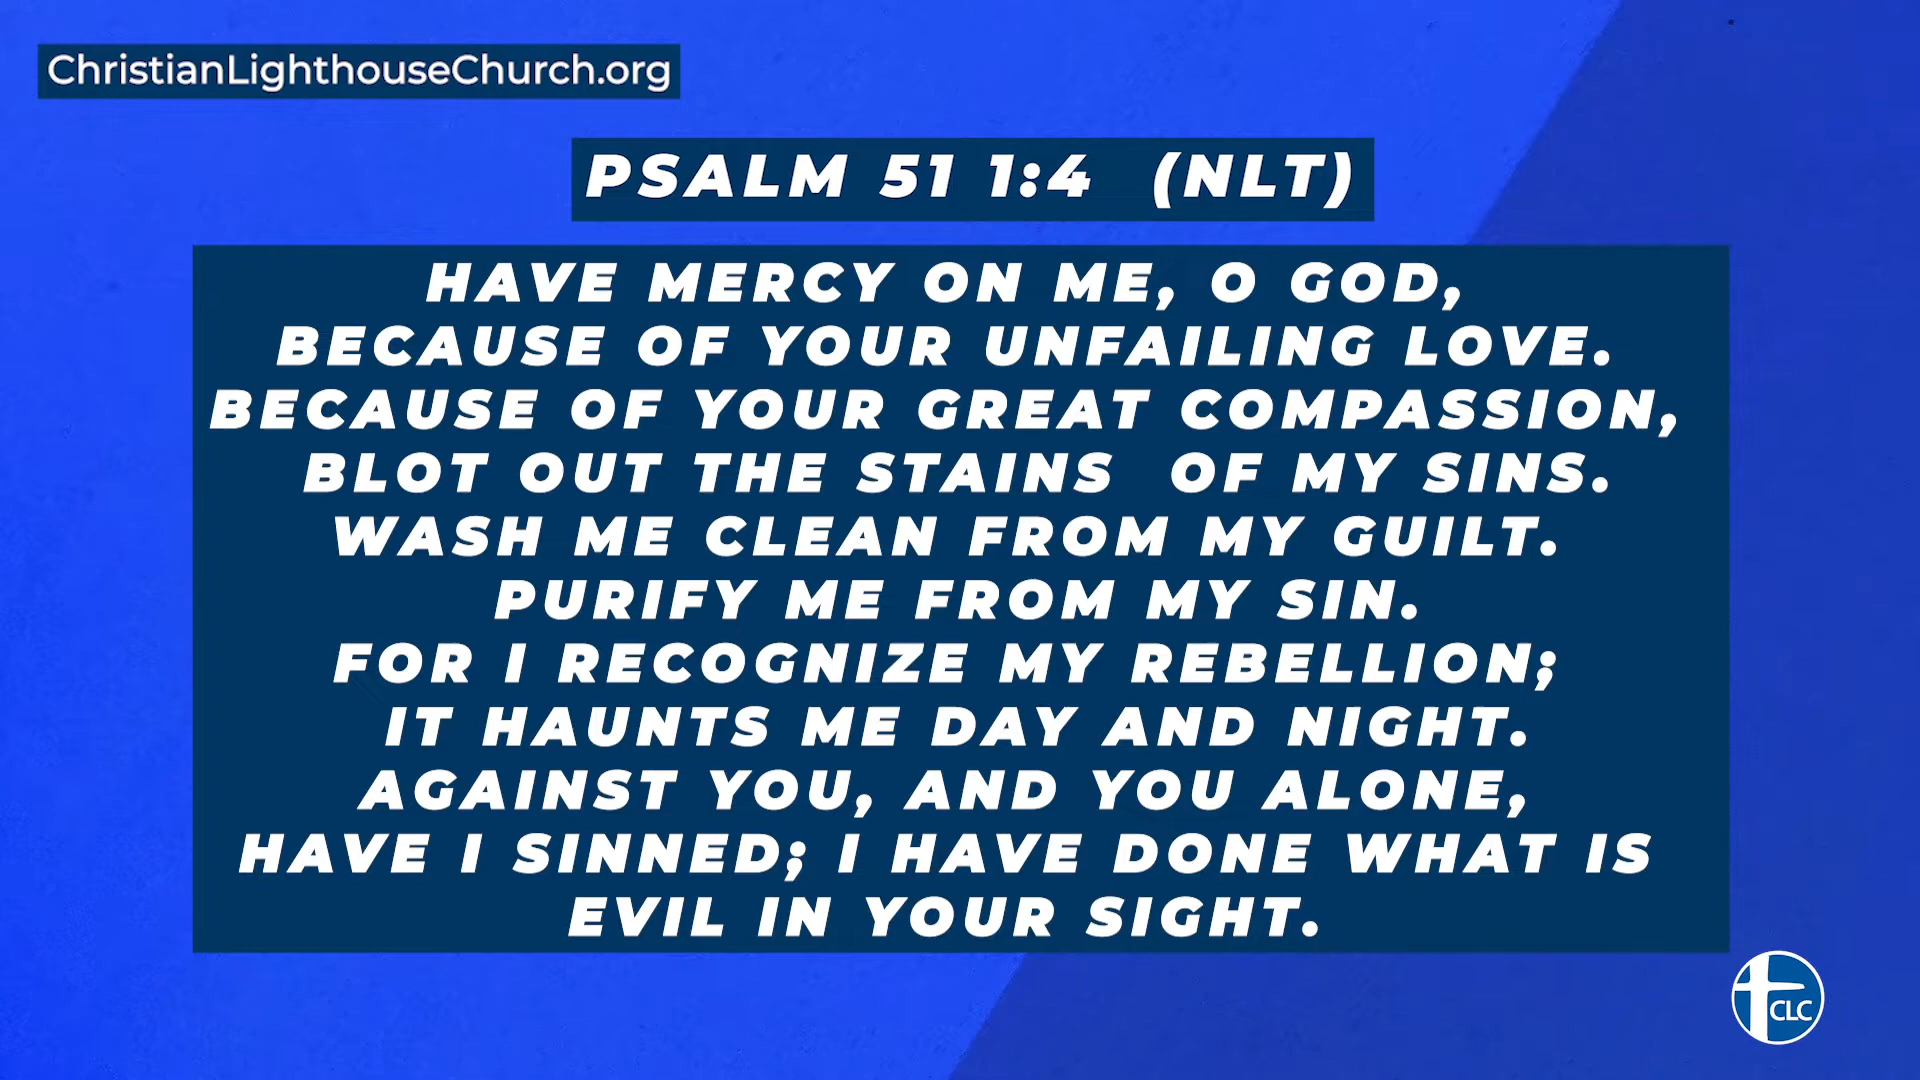 ChristianLighthouseChurch.org
PSALM 51 1:4 (NLT)
HAVE MERCY ON ME, O GOD,
BECAUSE OF YOUR UNFAILING LOVE.
BECAUSE OF YOUR GREAT COMPASSION,
BLOT OUT THE STAINS OF MY SINS.
WASH ME CLEAN FROM MY GUILT.
PURIFY ME FROM MY SIN.
FOR I RECOGNIZE MY REBELLION;
IT HAUNTS ME DAY AND NIGHT.
AGAINST YOU, AND YOU ALONE,
HAVE I SINNED; I HAVE DONE WHAT IS
EVIL IN YOUR SIGHT.
CLC